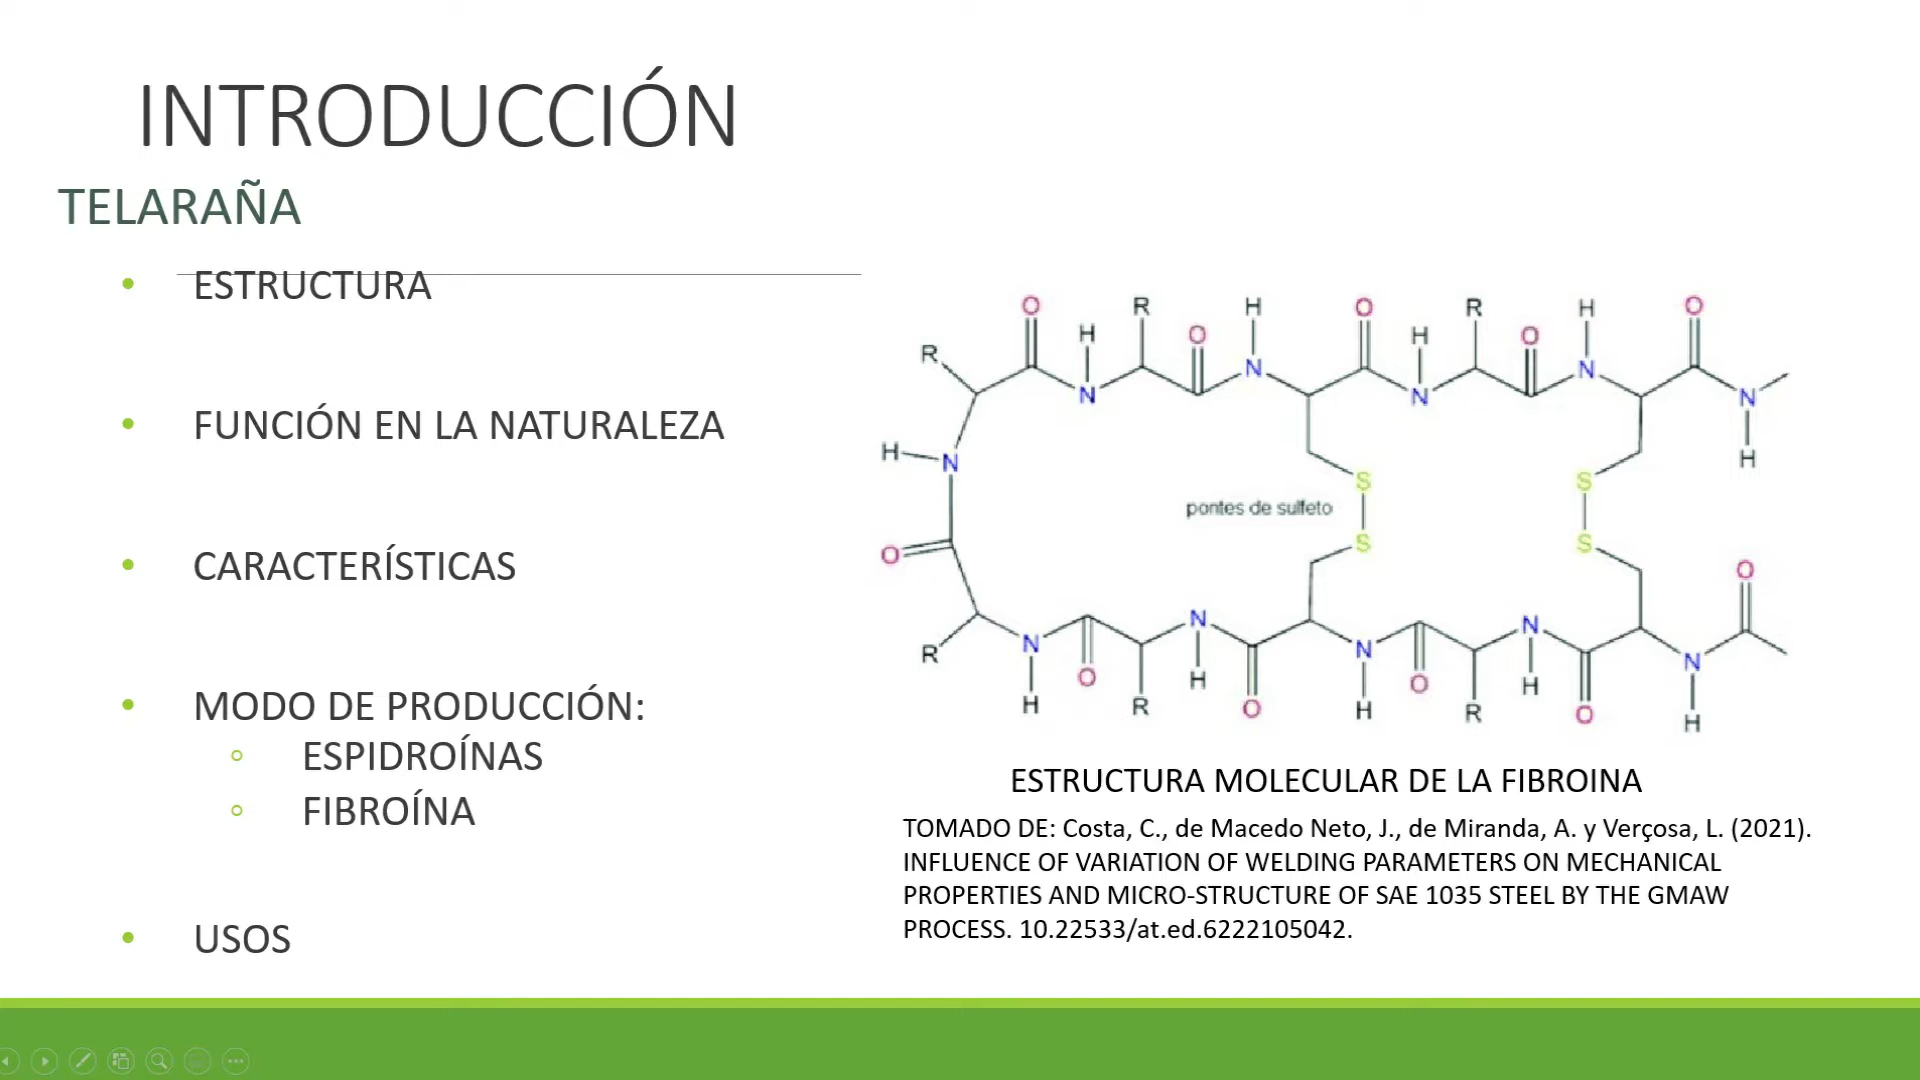 INTRODUCCIÓN
TELARAÑA
• ESTRUCTURA
• FUNCIÓN EN LA NATURALEZA
• CARACTERÍSTICAS
• MODO DE PRODUCCIÓN:
◦ ESPIDROÍNAS
◦ FIBROÍNA
• USOS
O R H O R H O
R H O H O
N N N N
N N
H N H
S S
pontes de sulfeto
S S
O O
N N
R N O N O N
H O H H O H
R O H R O H
ESTRUCTURA MOLECULAR DE LA FIBROINA
TOMADO DE: Costa, C., de Macedo Neto, J., de Miranda, A. y Verçosa, L. (2021).
INFLUENCE OF VARIATION OF WELDING PARAMETERS ON MECHANICAL
PROPERTIES AND MICRO-STRUCTURE OF SAE 1035 STEEL BY THE GMAW
PROCESS. 10.22533/at.ed.6222105042.